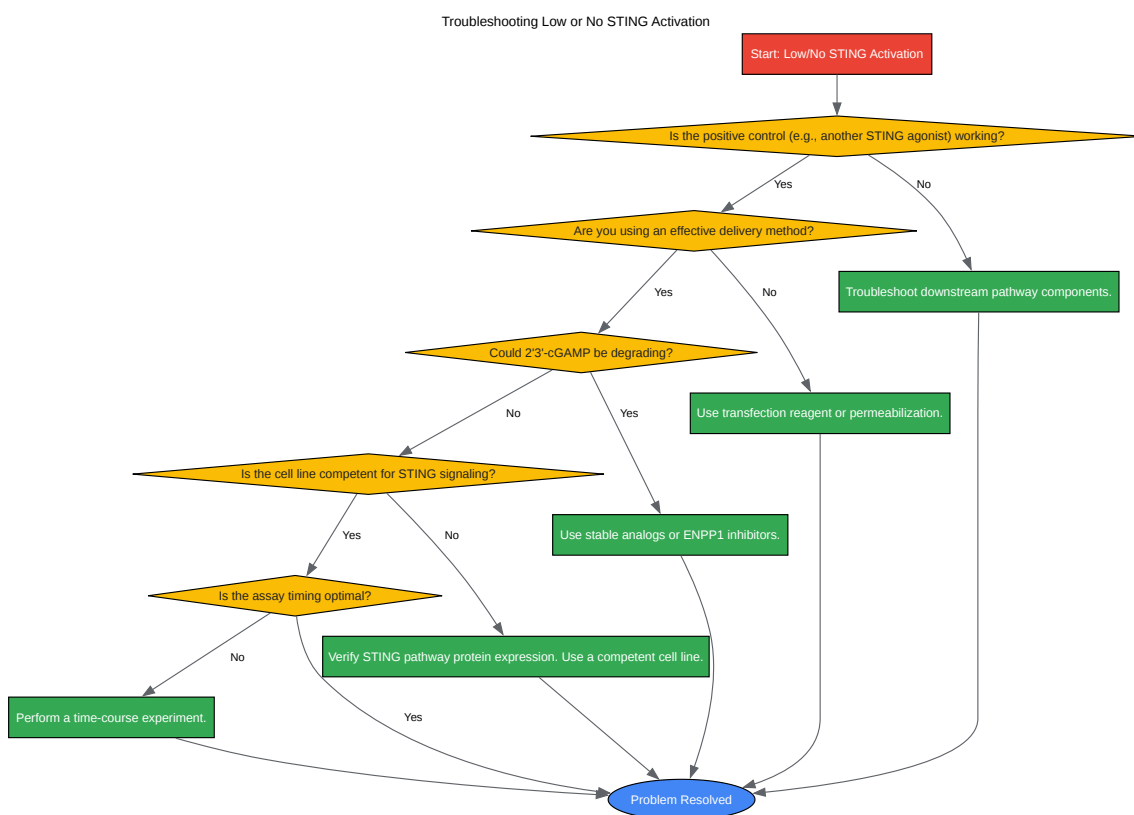 Troubleshooting Low or No STING Activation
Start: Low/No STING Activation
Is the positive control (e.g., another STING agonist) working?
Yes
No
Are you using an effective delivery method?
Troubleshoot downstream pathway components.
Yes
No
Could 2'3'-cGAMP be degrading?
Use transfection reagent or permeabilization.
No
Yes
Is the cell line competent for STING signaling?
Use stable analogs or ENPP1 inhibitors.
Yes
No
Is the assay timing optimal?
Verify STING pathway protein expression. Use a competent cell line.
No
Yes
Perform a time-course experiment.
Problem Resolved